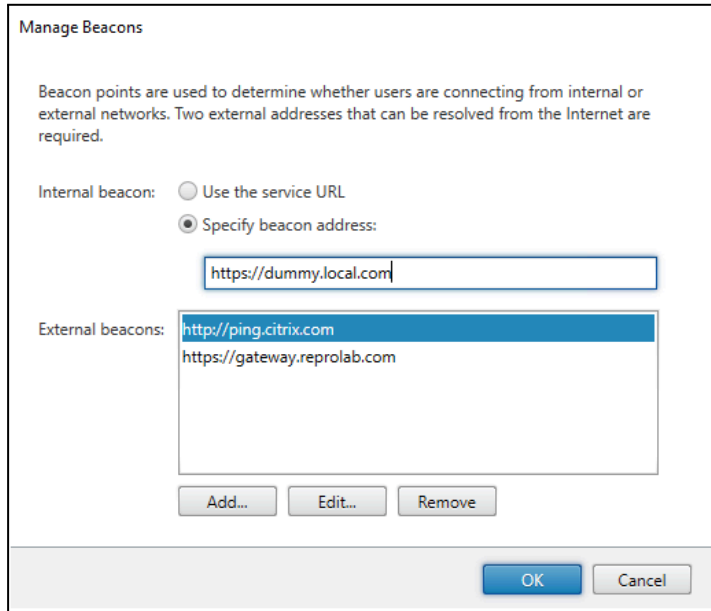 Manage Beacons
Beacon points are used to determine whether users are connecting from internal or
external networks. Two external addresses that can be resolved from the Internet are
required.
Internal beacon: Use the service URL
Specify beacon address:
https://dummy.local.com
External beacons: http://ping.citrix.com
https://gateway.reprolab.com
Add... Edit... Remove
OK Cancel